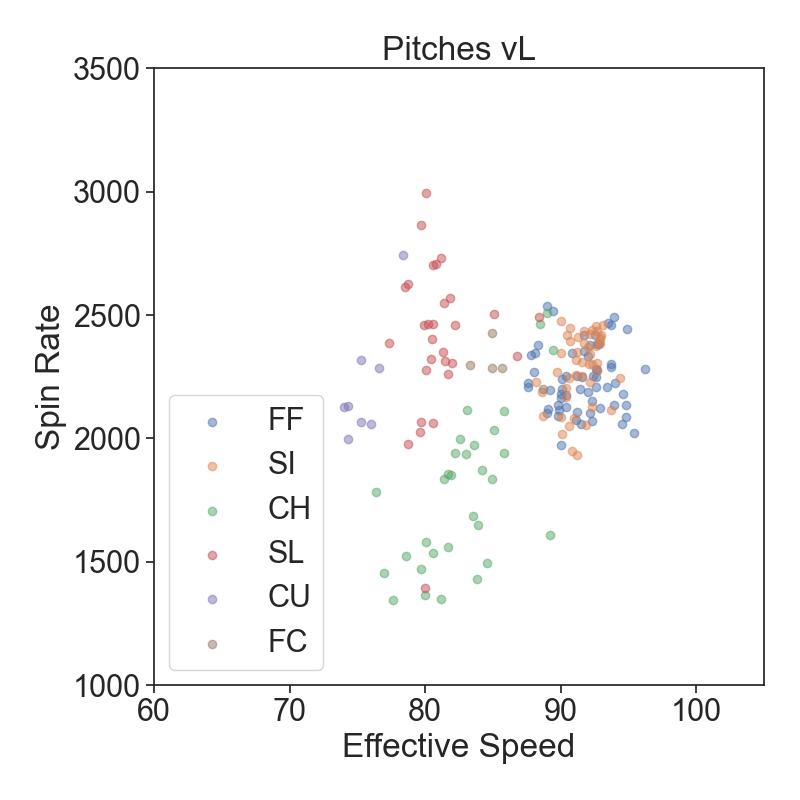 Pitches vL
3500
3000
2500
2000
1500
1000
Spin Rate
FF
SI
CH
SL
CU
FC
60 70 80 90 100
Effective Speed